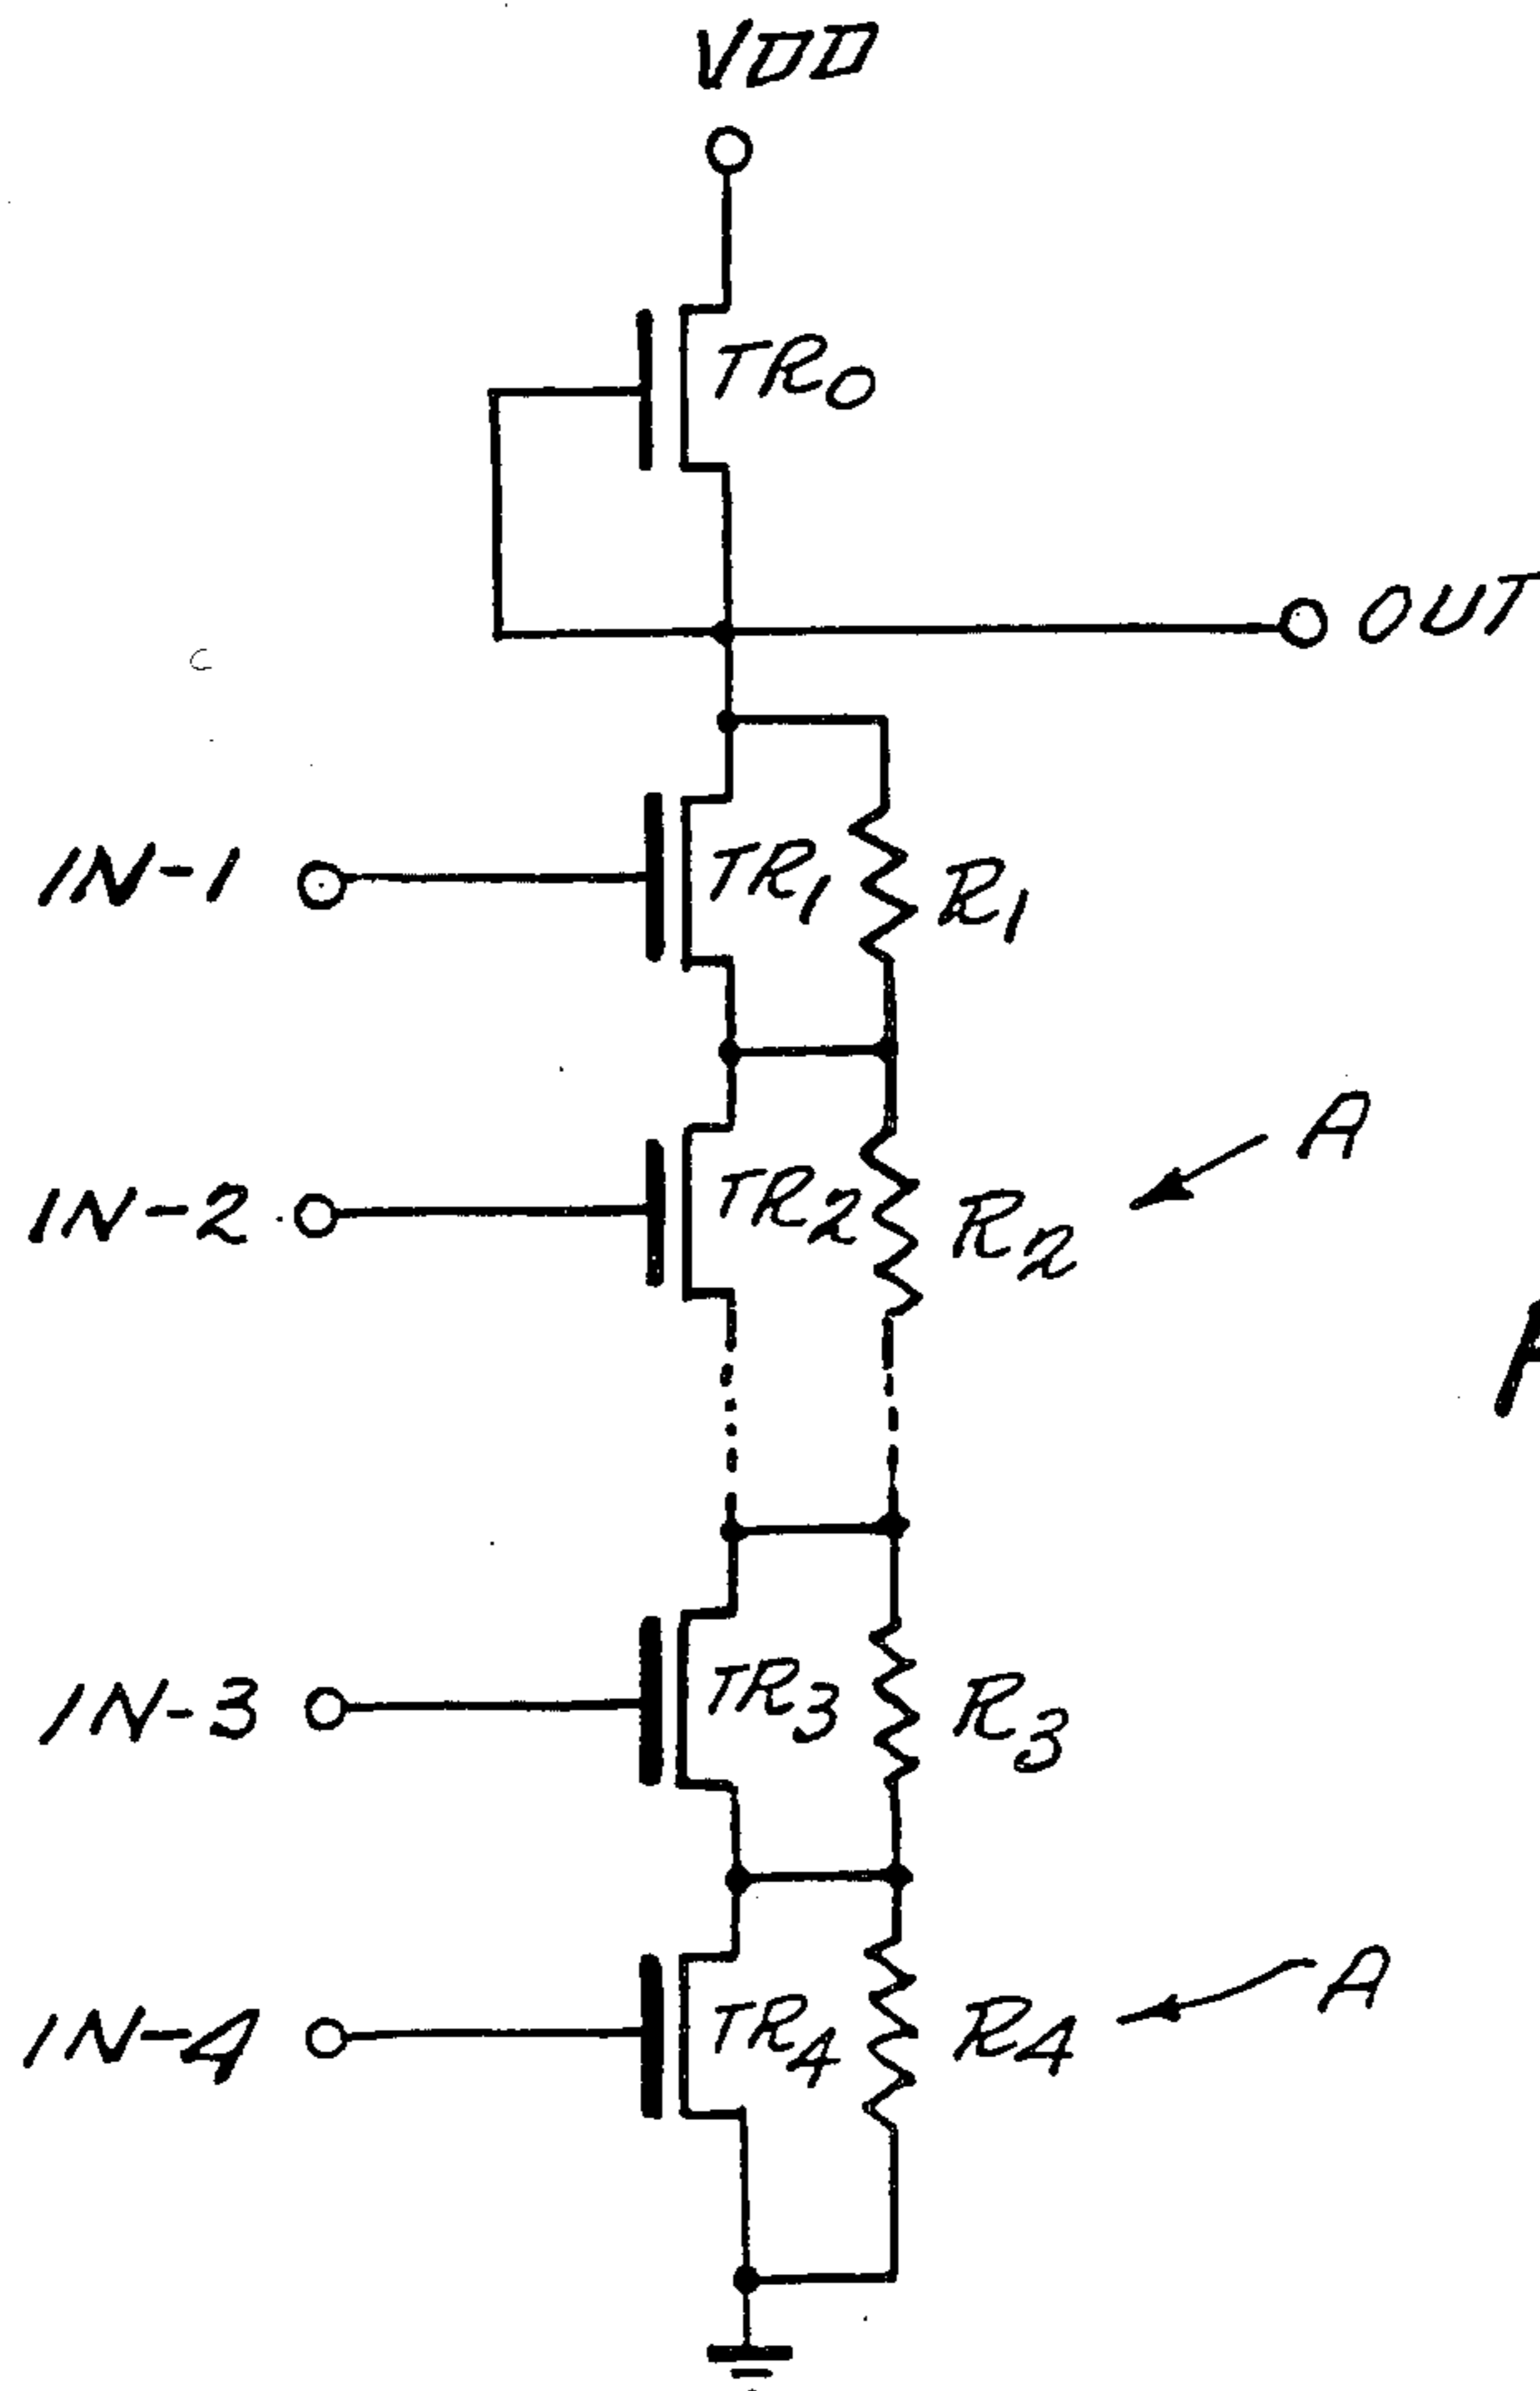 VDD
TR0
OUT
IN-1
TR1
R1
A
IN-2
TR2
R2
IN-3
TR3
R3
A
IN-4
TR4
R4